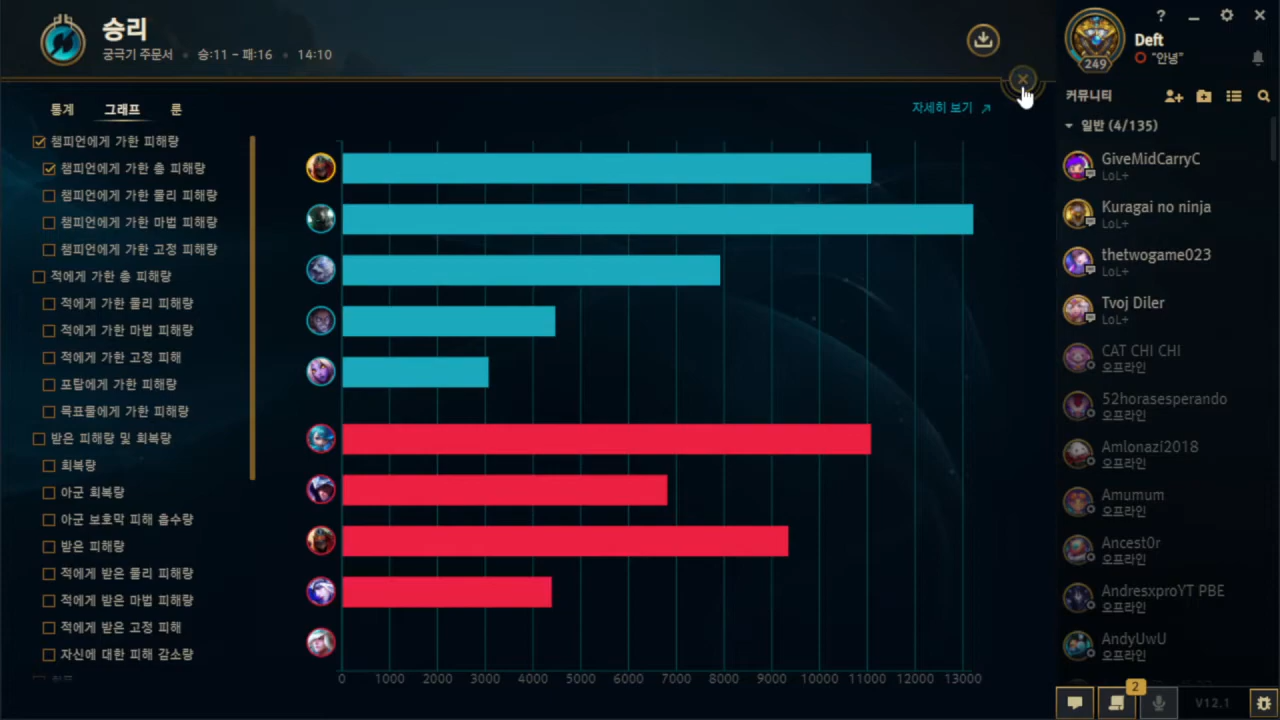 승리
궁극기 주문서 • 승:11 - 패:16 • 14:10
통계 그래프 룬
자세히 보기
챔피언에게 가한 피해량
챔피언에게 가한 총 피해량
챔피언에게 가한 물리 피해량
챔피언에게 가한 마법 피해량
챔피언에게 가한 고정 피해량
적에게 가한 총 피해량
적에게 가한 물리 피해량
적에게 가한 마법 피해량
적에게 가한 고정 피해
포탑에게 가한 피해량
목표물에게 가한 피해량
받은 피해량 및 회복량
회복량
아군 회복량
아군 보호막 피해 흡수량
받은 피해량
적에게 받은 물리 피해량
적에게 받은 마법 피해량
적에게 받은 고정 피해
자신에 대한 피해 감소량
0 1000 2000 3000 4000 5000 6000 7000 8000 9000 10000 11000 12000 13000
?
Deft
249
"안녕"
커뮤니티
일반 (4/135)
GiveMidCarryC
LoL+
Kuragai no ninja
LoL+
thetwogame023
LoL+
Tvoj Diler
LoL+
CAT CHI CHI
오프라인
52horasesperando
오프라인
Amlonazi2018
오프라인
Amumum
오프라인
Ancest0r
오프라인
AndresxproYT PBE
오프라인
AndyUwU
오프라인
2
V12.1